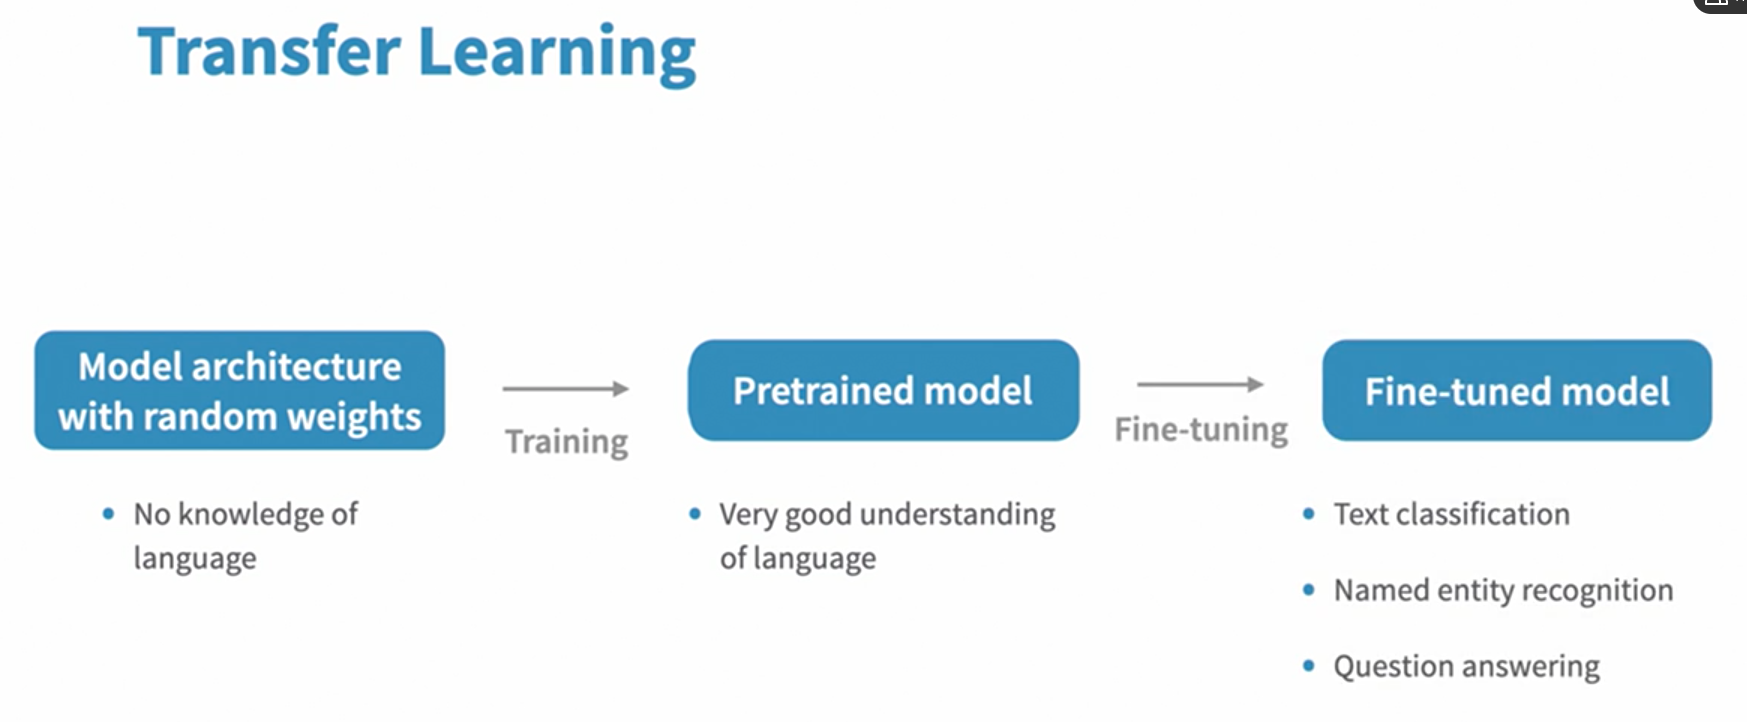 Transfer Learning
Model architecture
with random weights
Training
Pretrained model
Fine-tuning
Fine-tuned model
No knowledge of
language
Very good understanding
of language
Text classification
Named entity recognition
Question answering